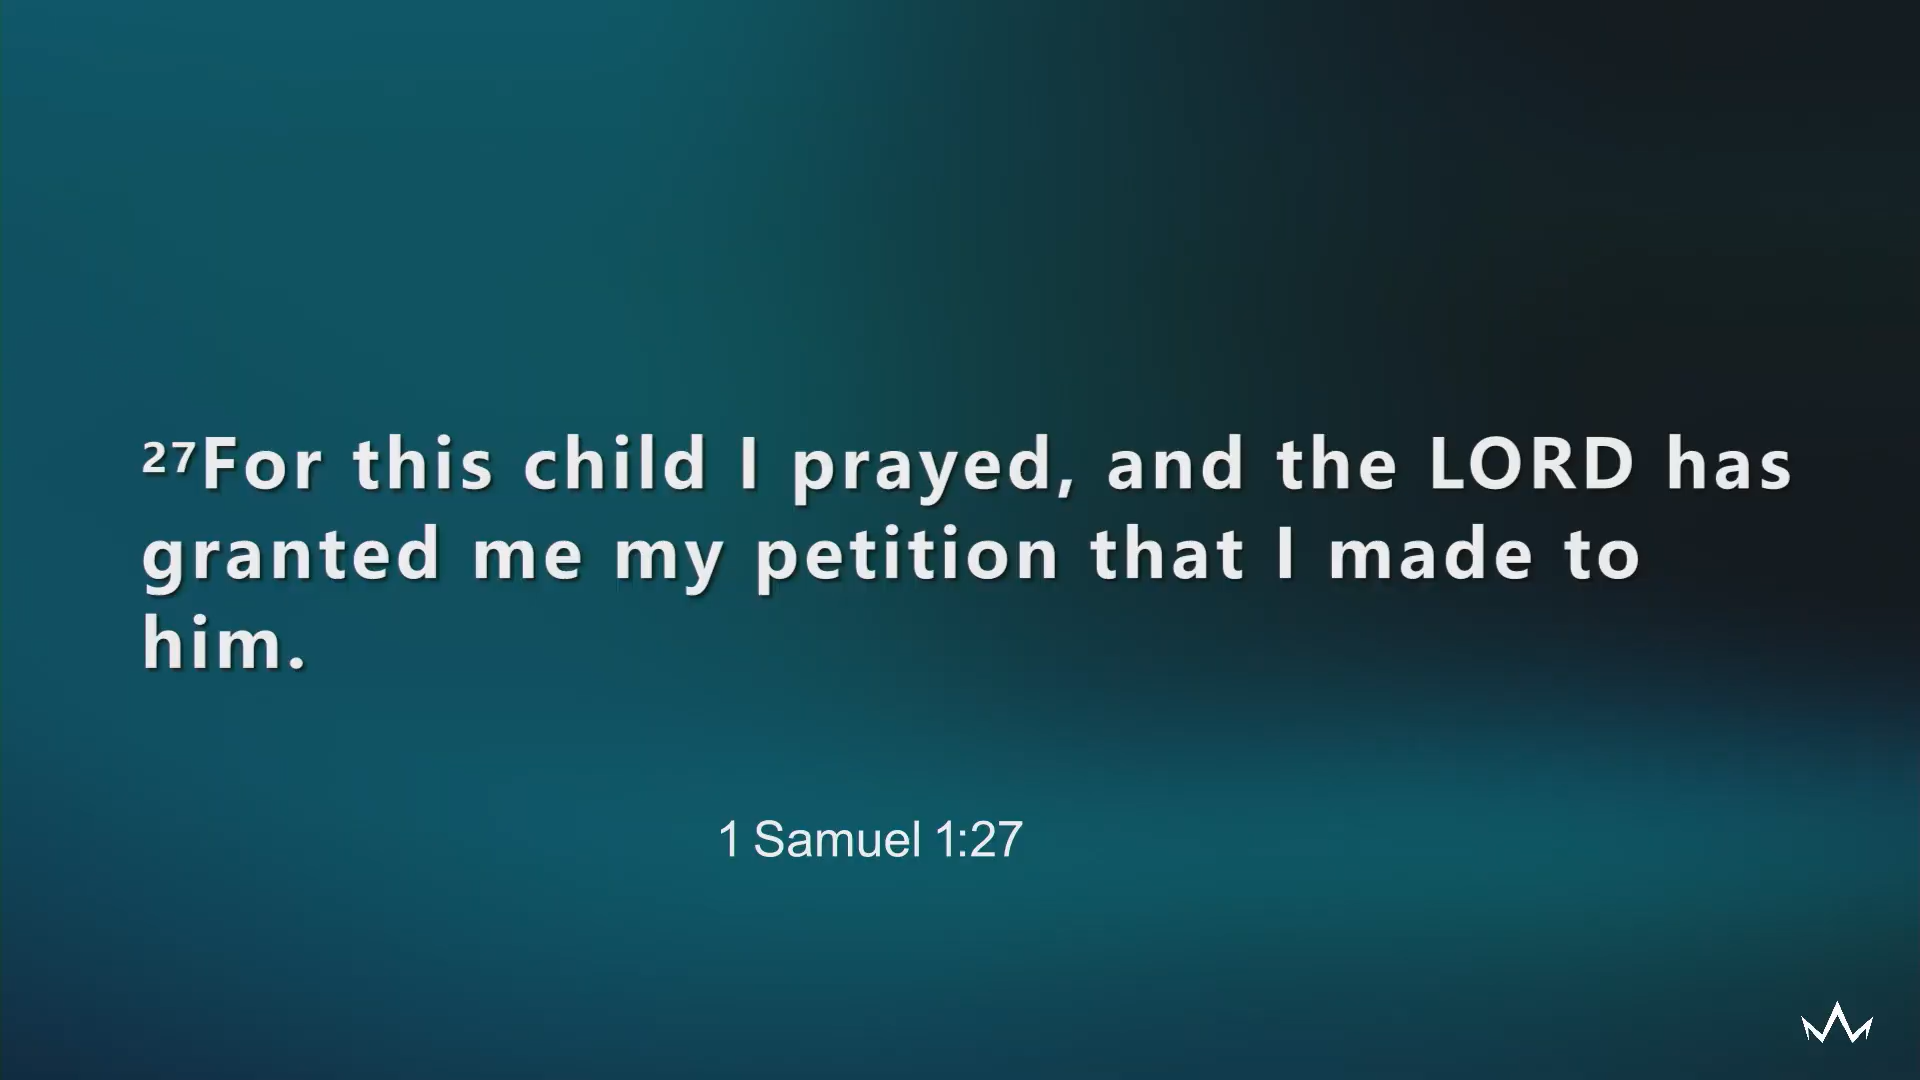 27For this child I prayed, and the LORD has
granted me my petition that I made to
him.
1 Samuel 1:27